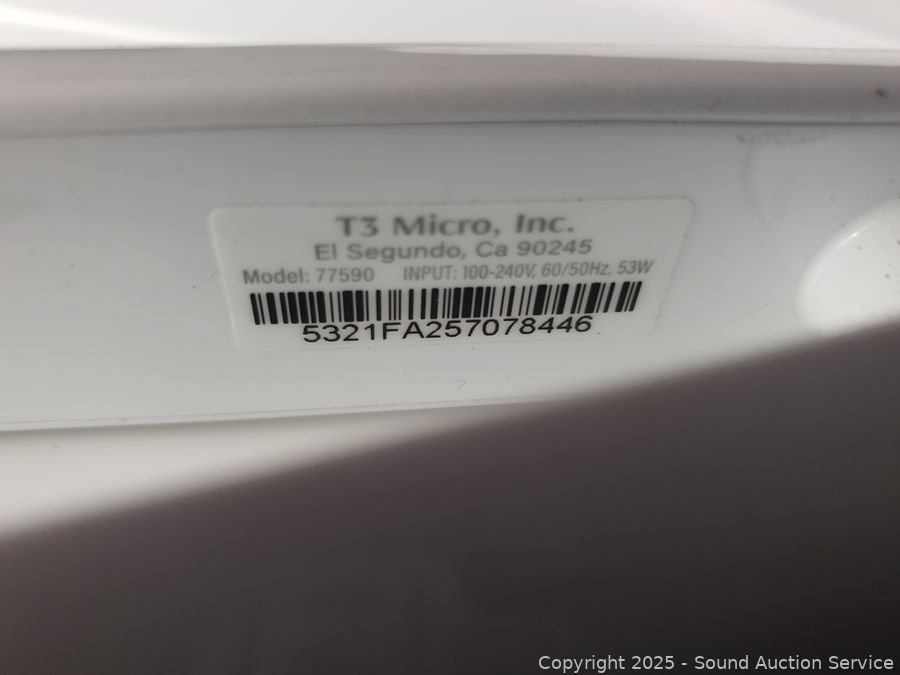 T3 Micro, Inc.
El Segundo, Ca 90245
Model: 77590 INPUT: 100-240V, 60/50Hz, 53W
5321FA257078446
Copyright © 2025 - Sound Auction Service